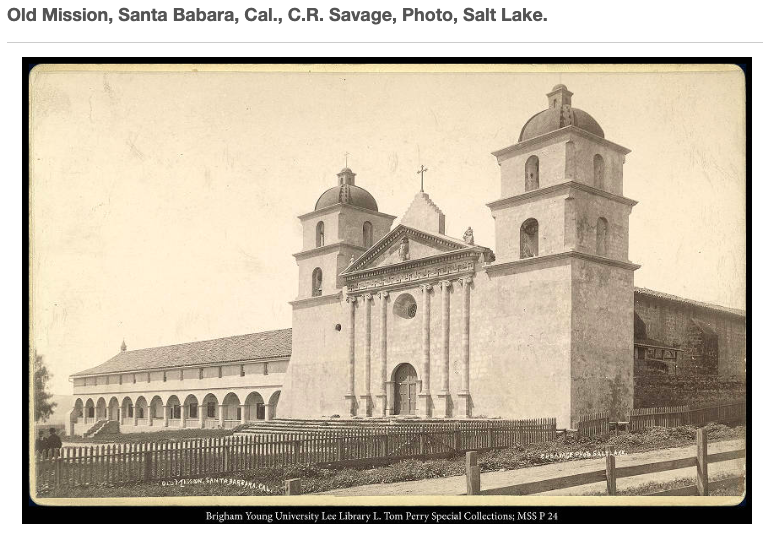 Old Mission, Santa Babara, Cal., C.R. Savage, Photo, Salt Lake.
OLD MISSION, SANTA BARBARA, CAL.
C.R. SAVAGE PHOTO SALT LAKE.
Brigham Young University Lee Library L. Tom Perry Special Collections; MSS P 24